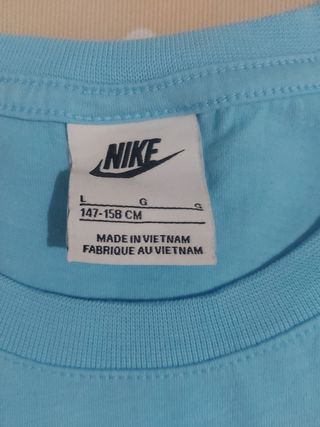 NIKE
L G G
147-158 CM
MADE IN VIETNAM
FABRIQUE AU VIETNAM